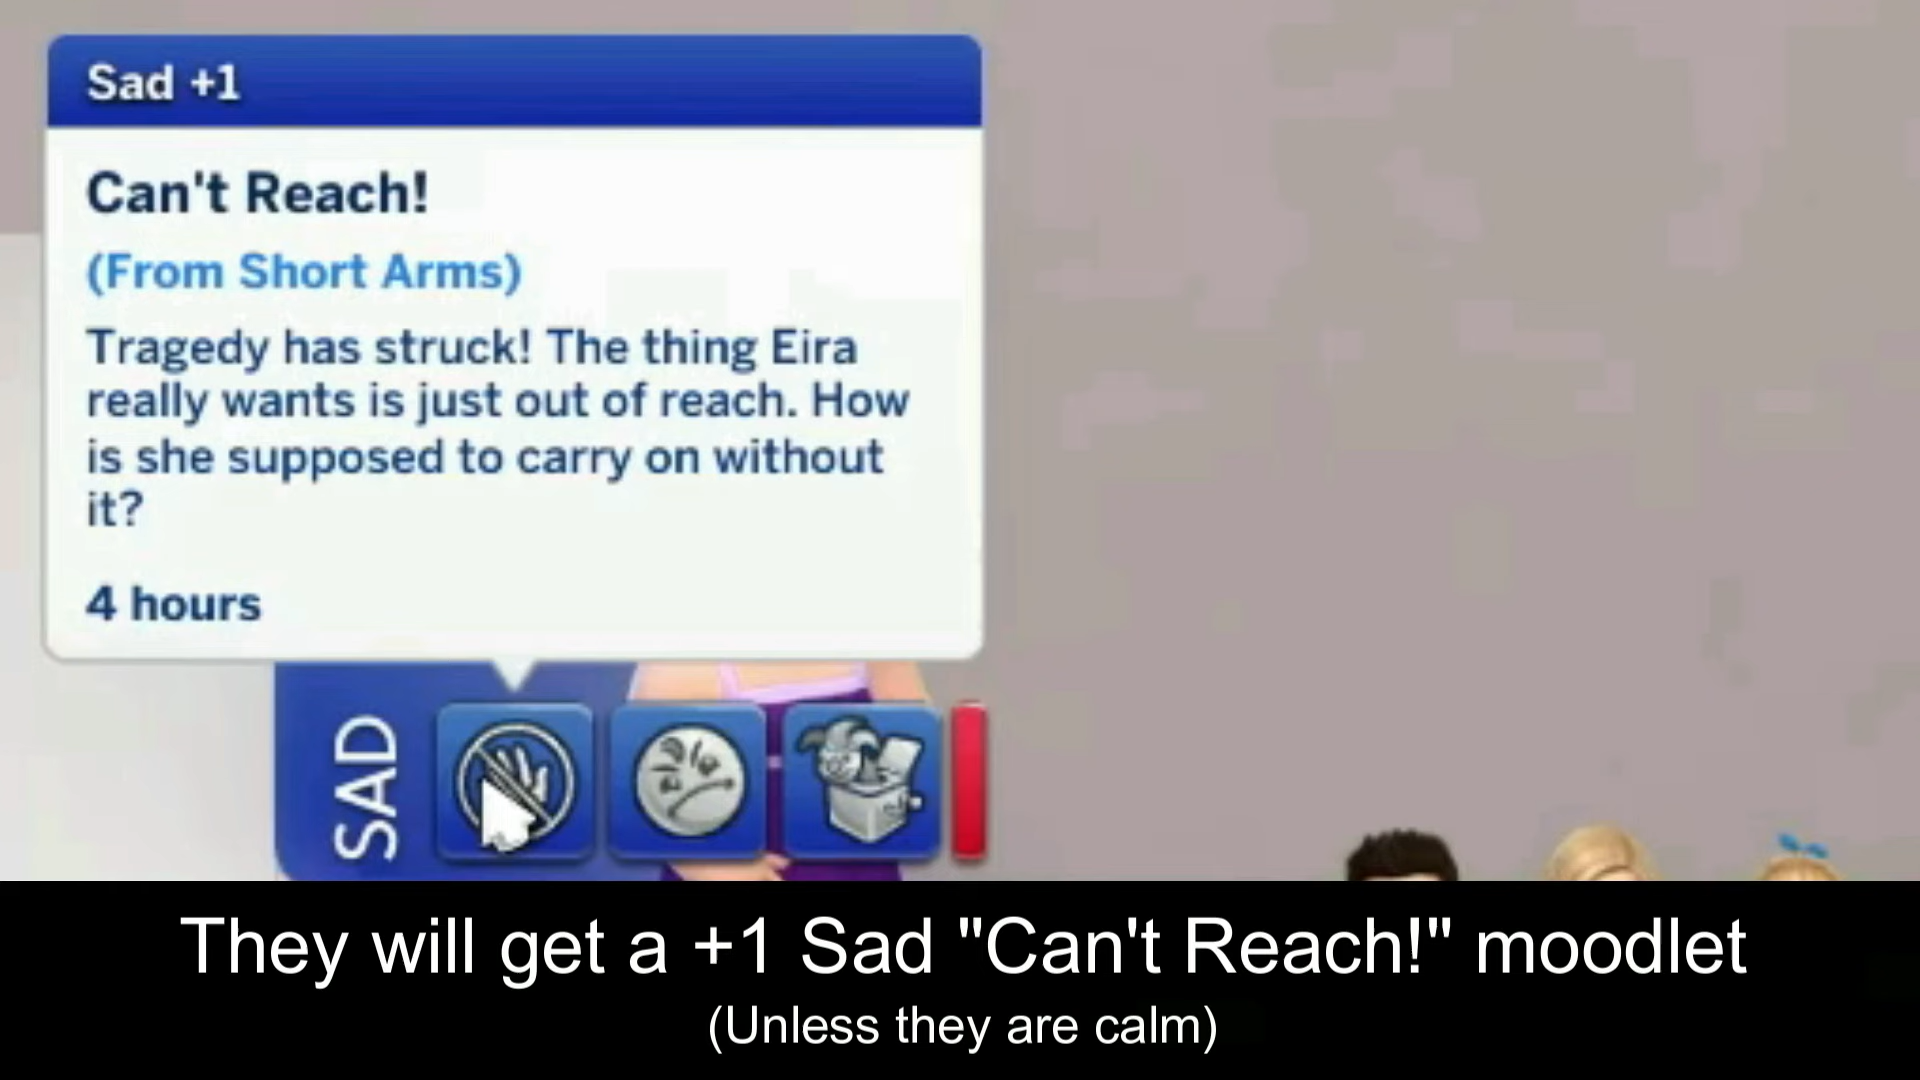 Sad +1
Can't Reach!
(From Short Arms)
Tragedy has struck! The thing Eira
really wants is just out of reach. How
is she supposed to carry on without
it?
4 hours
SAD
They will get a +1 Sad "Can't Reach!" moodlet
(Unless they are calm)